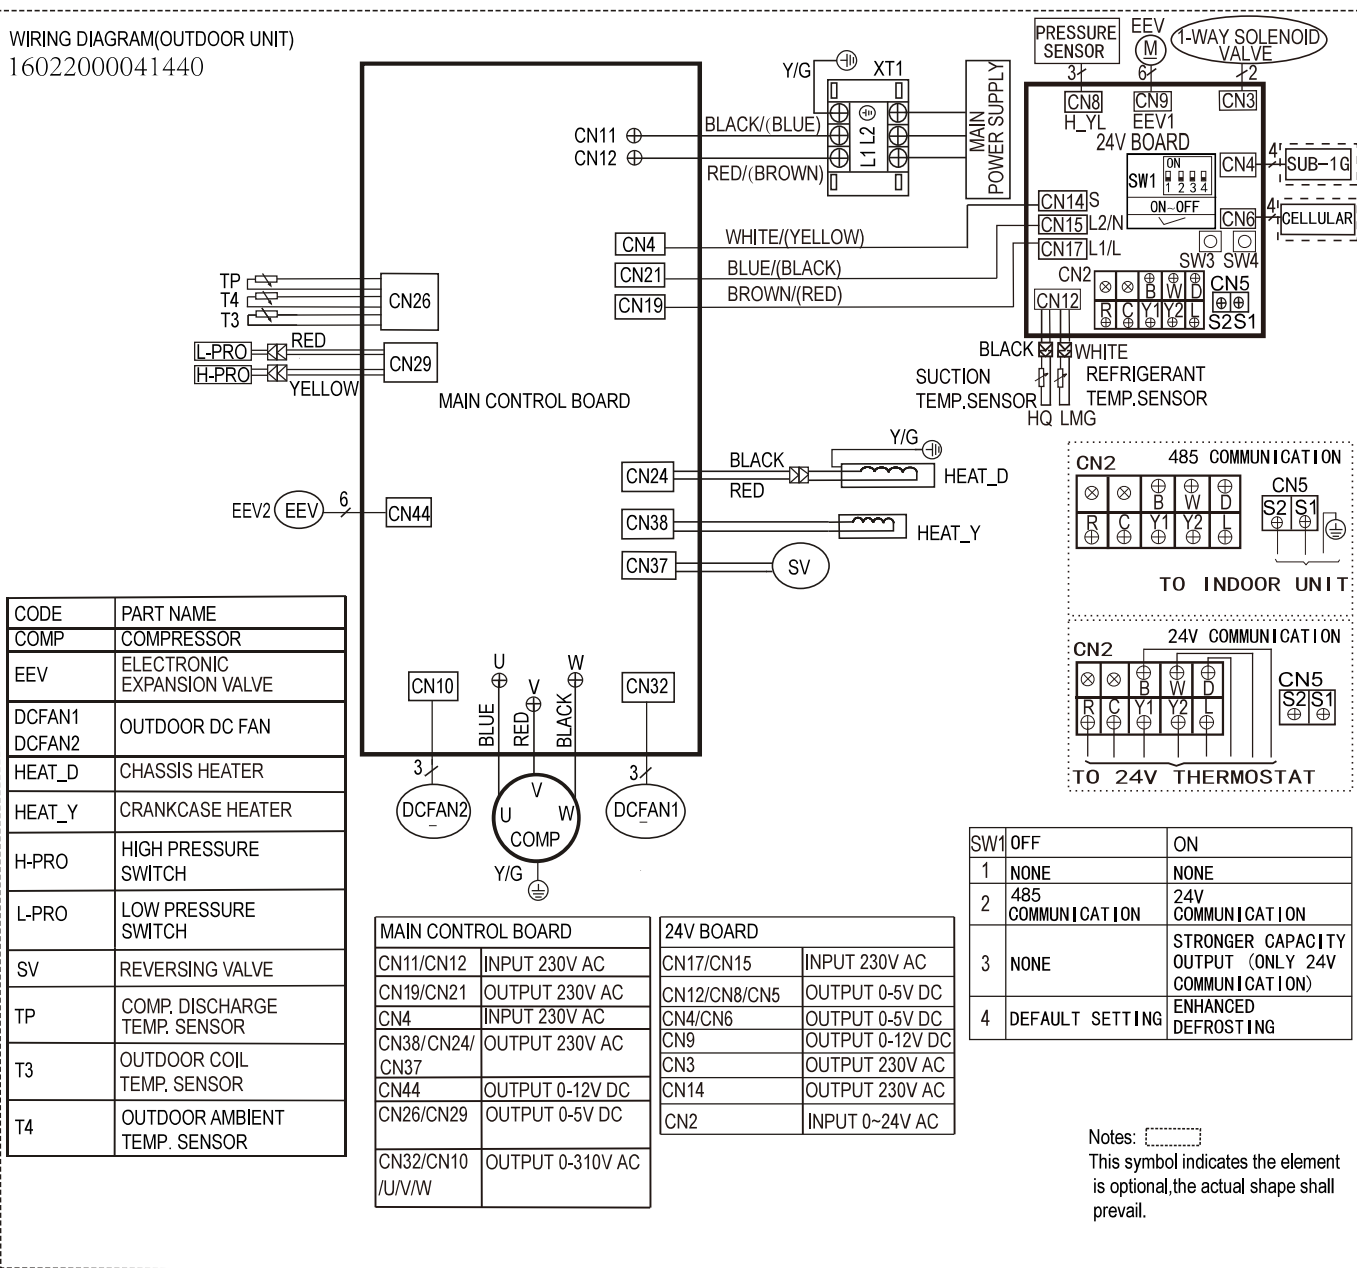 WIRING DIAGRAM(OUTDOOR UNIT)
16022000041440
Y/G
XT1
CN11
CN12
BLACK/(BLUE)
RED/(BROWN)
L1 L2
MAIN
POWER SUPPLY
PRESSURE
SENSOR
EEV
M
1-WAY SOLENOID
VALVE
3
6
2
CN8
H_YL
CN9
EEV1
CN3
24V BOARD
SW1
ON
1 2 3 4
ON~OFF
CN4
4
SUB-1G
CN6
4
CELLULAR
CN14 S
CN15 L2/N
CN17 L1/L
SW3 SW4
CN2
B W D
R C Y1 Y2 L
CN5
S2S1
CN12
BLACK
WHITE
SUCTION
TEMP.SENSOR
REFRIGERANT
TEMP.SENSOR
HQ LMG
CN4
WHITE/(YELLOW)
CN21
BLUE/(BLACK)
CN19
BROWN/(RED)
TP
T4
T3
CN26
L-PRO
RED
H-PRO
YELLOW
CN29
MAIN CONTROL BOARD
EEV2
EEV
6
CN44
CN24
BLACK
RED
Y/G
HEAT_D
CN38
HEAT_Y
CN37
SV
CN10
U
V
W
CN32
BLUE
RED
BLACK
3
3
DCFAN2
U
V
W
COMP
DCFAN1
Y/G
CN2
485 COMMUNICATION
B W D
R C Y1 Y2 L
CN5
S2 S1
TO INDOOR UNIT
CN2
24V COMMUNICATION
B W D
R C Y1 Y2 L
CN5
S2 S1
TO 24V THERMOSTAT
CODE PART NAME
COMP COMPRESSOR
EEV ELECTRONIC
EXPANSION VALVE
DCFAN1
DCFAN2
OUTDOOR DC FAN
HEAT_D CHASSIS HEATER
HEAT_Y CRANKCASE HEATER
H-PRO HIGH PRESSURE
SWITCH
L-PRO LOW PRESSURE
SWITCH
SV REVERSING VALVE
TP COMP. DISCHARGE
TEMP. SENSOR
T3 OUTDOOR COIL
TEMP. SENSOR
T4 OUTDOOR AMBIENT
TEMP. SENSOR
MAIN CONTROL BOARD
CN11/CN12 INPUT 230V AC
CN19/CN21 OUTPUT 230V AC
CN4 INPUT 230V AC
CN38/CN24/ OUTPUT 230V AC
CN37
CN44 OUTPUT 0-12V DC
CN26/CN29 OUTPUT 0-5V DC
CN32/CN10 OUTPUT 0-310V AC
/U/V/W
24V BOARD
CN17/CN15 INPUT 230V AC
CN12/CN8/CN5 OUTPUT 0-5V DC
CN4/CN6 OUTPUT 0-5V DC
CN9 OUTPUT 0-12V DC
CN3 OUTPUT 230V AC
CN14 OUTPUT 230V AC
CN2 INPUT 0~24V AC
SW1 OFF ON
1 NONE NONE
2 485
COMMUNICATION
24V
COMMUNICATION
3 NONE
STRONGER CAPACITY
OUTPUT (ONLY 24V
COMMUNICATION)
4 DEFAULT SETTING
ENHANCED
DEFROSTING
Notes:
This symbol indicates the element
is optional,the actual shape shall
prevail.